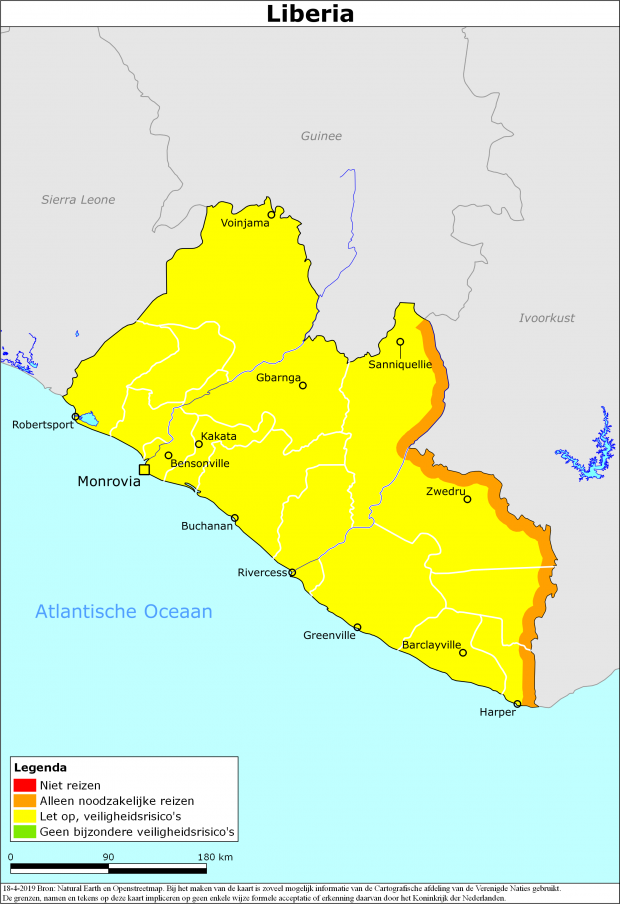 Liberia
Guinee
Sierra Leone
Voinjama
Ivoorkust
Sanniquellie
Gbarnga
Robertsport
Kakata
Bensonville
Monrovia
Zwedru
Buchanan
Rivercess
Atlantische Oceaan
Greenville
Barclayville
Harper
Legenda
Niet reizen
Alleen noodzakelijke reizen
Let op, veiligheidsrisico's
Geen bijzondere veiligheidsrisico's
0 90 180 km
18-4-2019 Bron: Natural Earth en Openstreetmap. Bij het maken van de kaart is zoveel mogelijk informatie van de Cartografische afdeling van de Verenigde Naties gebruikt.
De grenzen, namen en tekens op deze kaart impliceren op geen enkele wijze formele acceptatie of erkenning daarvan door het Koninkrijk der Nederlanden.